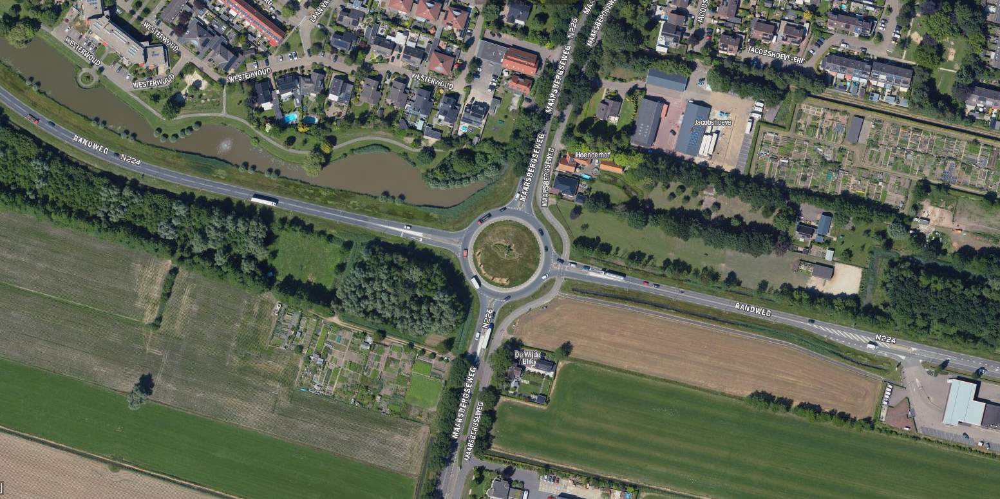 N226
MAARSBERGSEWEG
WESTERWOUD
WESTERWOUD
WESTERWOUD
WESTERWOUD
WESTERWOUD
JACOBSHOEVE-ERF
MAARSBERGSEWEG
Jacobshoeve
RANDWEG
N224
MAARSBERGSEWEG
MAARSBERGSEWEG
Hoenderhof
RANDWEG
N226
N224
De Wijde
Blik
MAARSBERGSEWEG
MAARSBERGSEWEG